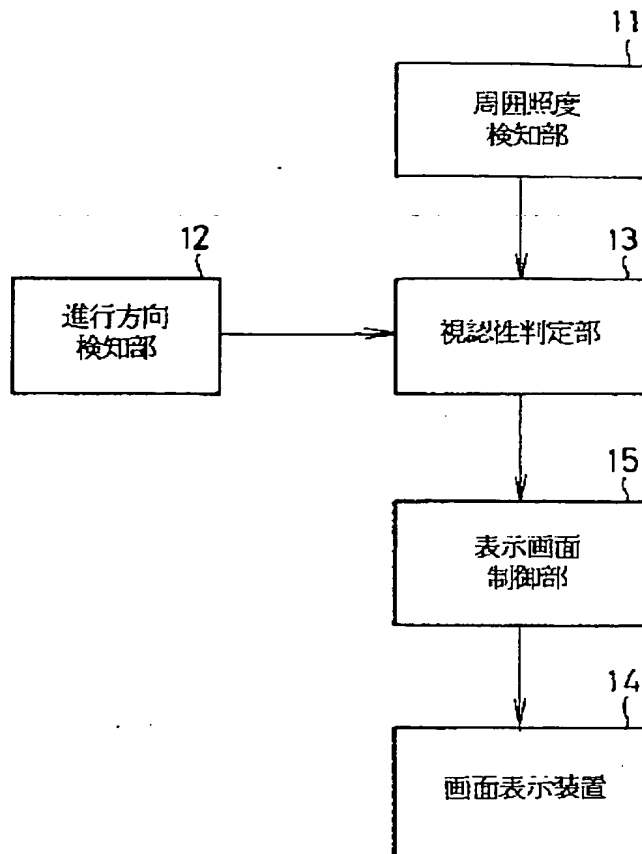 11
周囲照度
検知部
12
進行方向
検知部
13
視認性判定部
15
表示画面
制御部
14
画面表示装置